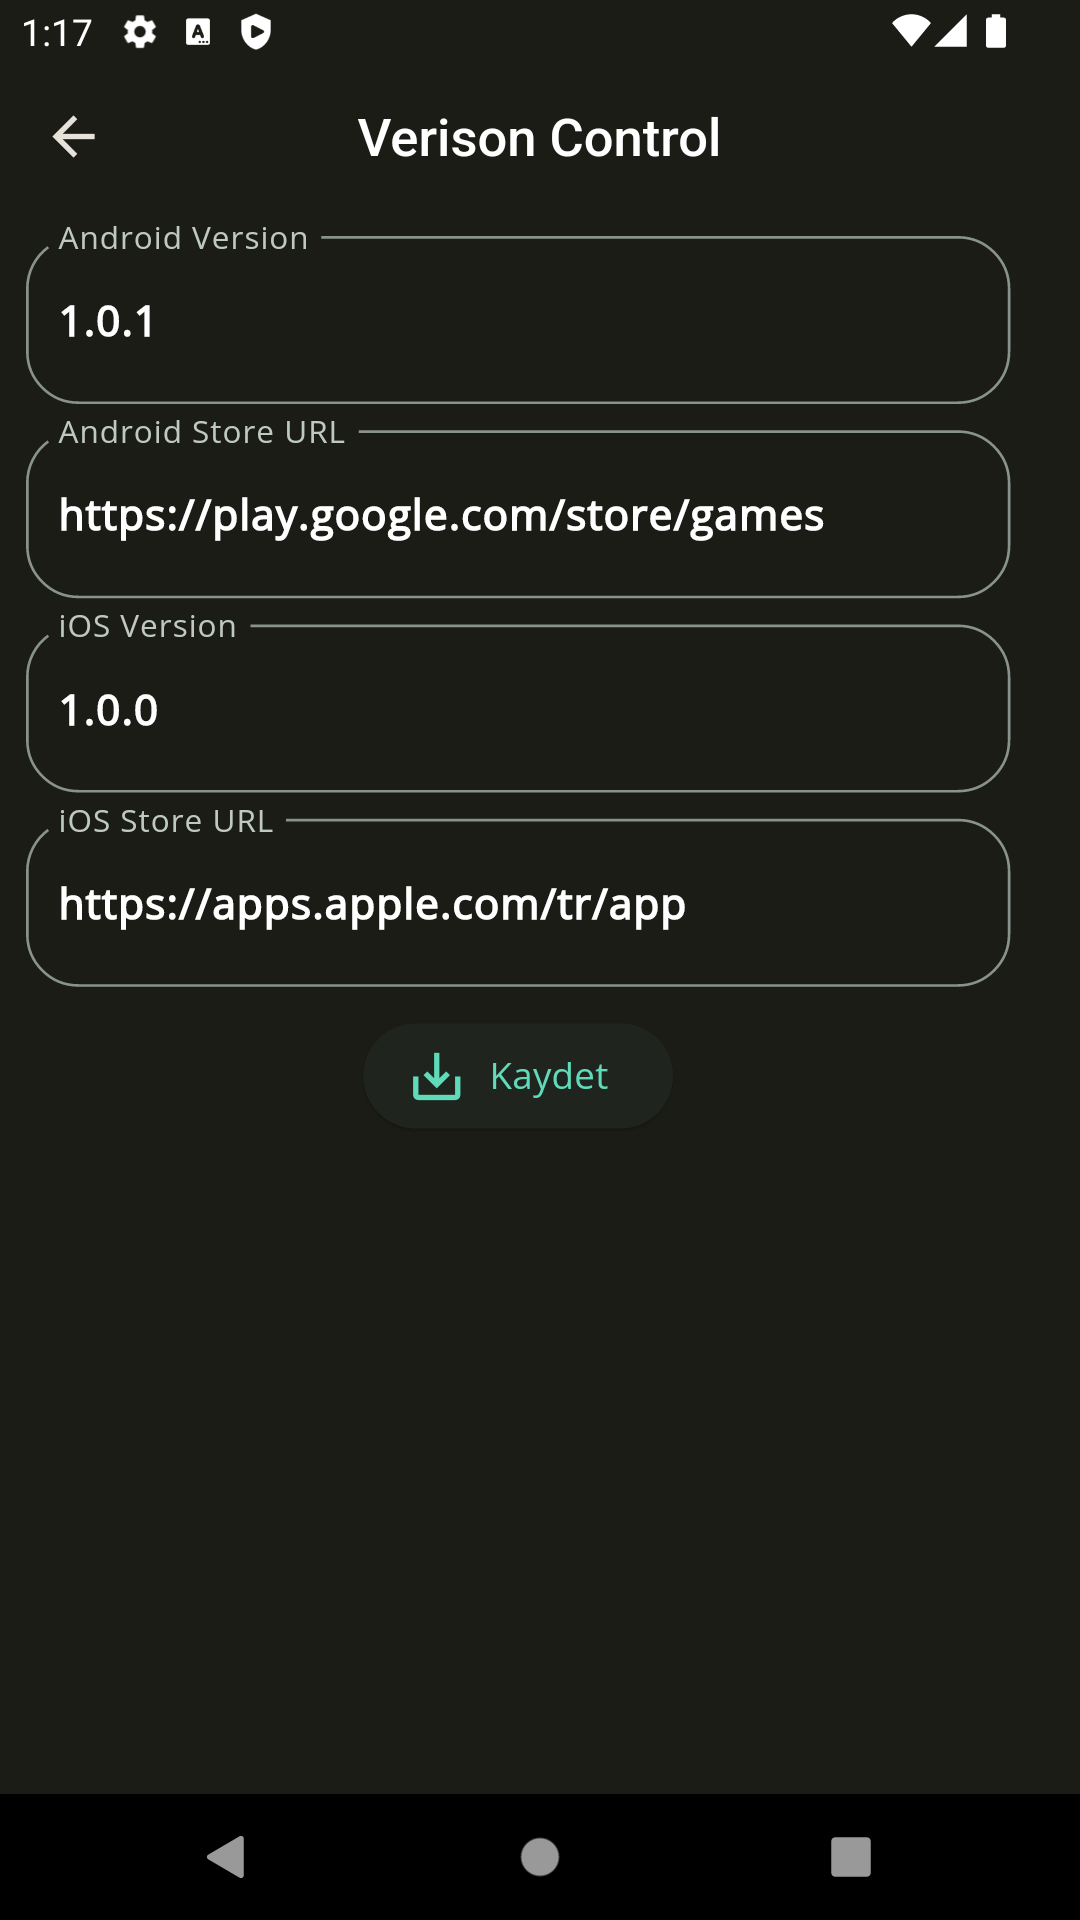 1:17
Verison Control
Android Version
1.0.1
Android Store URL
https://play.google.com/store/games
iOS Version
1.0.0
iOS Store URL
https://apps.apple.com/tr/app
Kaydet